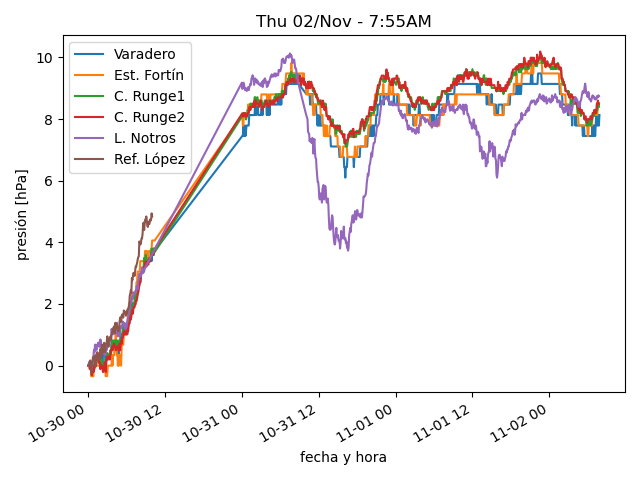 Thu 02/Nov - 7:55AM
Varadero
Est. Fortín
C. Runge1
C. Runge2
L. Notros
Ref. López
presión [hPa]
10
8
6
4
2
0
10-30 00
10-30 12
10-31 00
10-31 12
11-01 00
11-01 12
11-02 00
fecha y hora